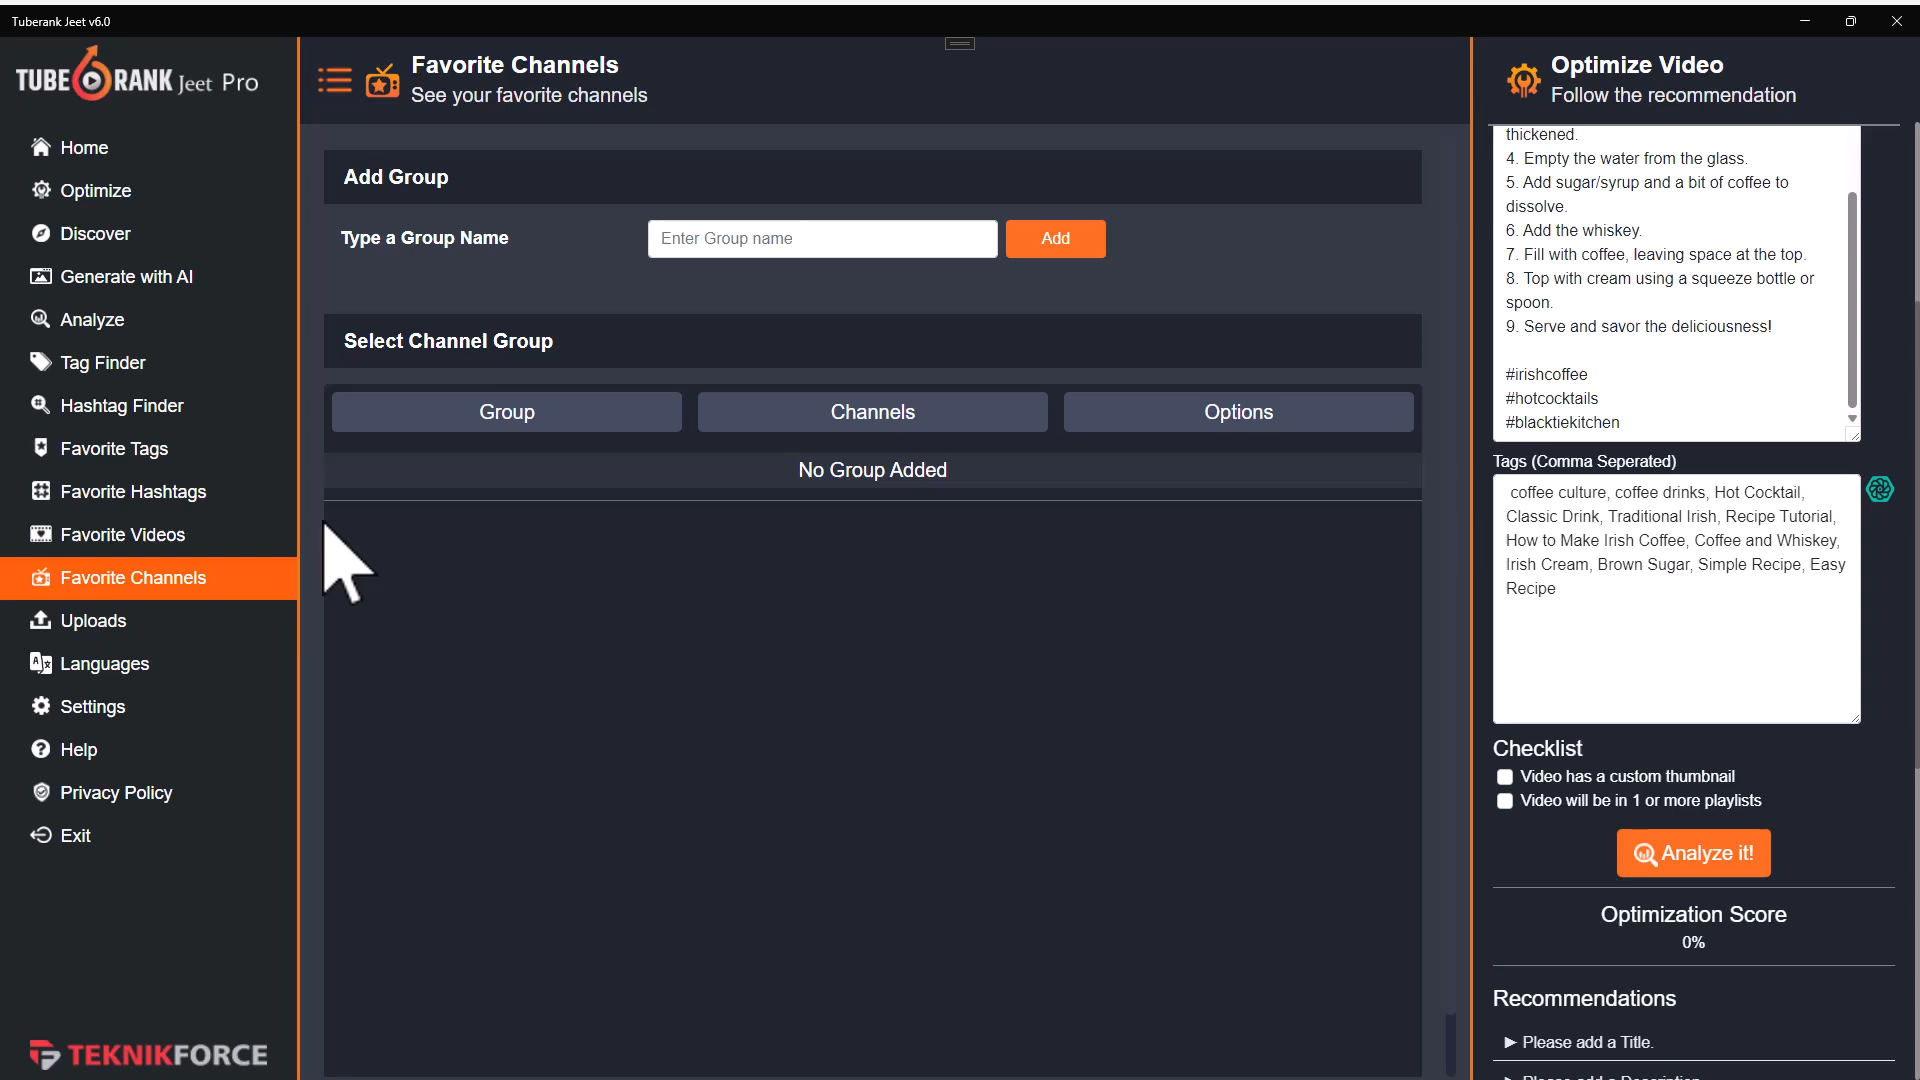 Tuberank Jeet v6.0
TUBE RANK Jeet Pro
Home
Optimize
Discover
Generate with AI
Analyze
Tag Finder
Hashtag Finder
Favorite Tags
Favorite Hashtags
Favorite Videos
Favorite Channels
Uploads
Languages
Settings
Help
Privacy Policy
Exit
TEKNIKFORCE
Favorite Channels
See your favorite channels
Add Group
Type a Group Name
Enter Group name
Add
Select Channel Group
Group
Channels
Options
No Group Added
Optimize Video
Follow the recommendation
thickened.
4. Empty the water from the glass.
5. Add sugar/syrup and a bit of coffee to
dissolve.
6. Add the whiskey.
7. Fill with coffee, leaving space at the top.
8. Top with cream using a squeeze bottle or
spoon.
9. Serve and savor the deliciousness!
#irishcoffee
#hotcocktails
#blacktiekitchen
Tags (Comma Seperated)
coffee culture, coffee drinks, Hot Cocktail,
Classic Drink, Traditional Irish, Recipe Tutorial,
How to Make Irish Coffee, Coffee and Whiskey,
Irish Cream, Brown Sugar, Simple Recipe, Easy
Recipe
Checklist
Video has a custom thumbnail
Video will be in 1 or more playlists
Analyze it!
Optimization Score
0%
Recommendations
Please add a Title.